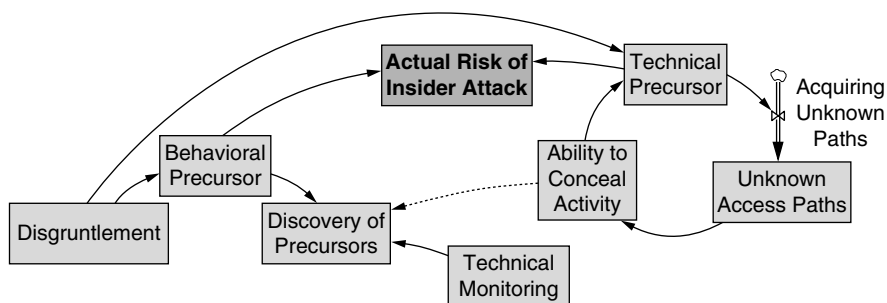 Actual Risk of
Insider Attack
Technical
Precursor
Acquiring
Unknown
Paths
Behavioral
Precursor
Ability to
Conceal
Activity
Unknown
Access Paths
Disgruntlement
Discovery of
Precursors
Technical
Monitoring